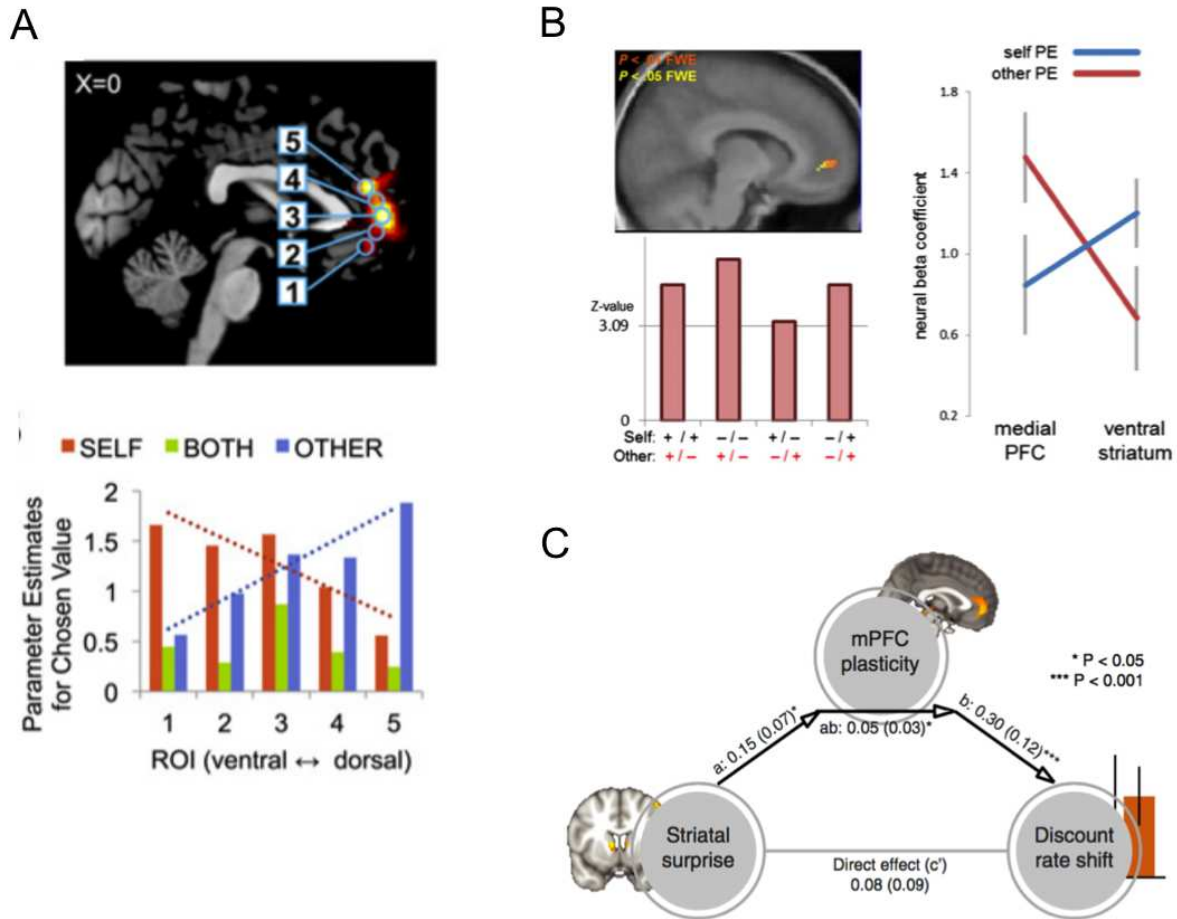 A
X=0
5
4
3
2
1
SELF BOTH OTHER
Parameter Estimates
for Chosen Value
2
1.5
1
0.5
0
1 2 3 4 5
ROI (ventral ↔ dorsal)
B
P < .01 FWE
P < .05 FWE
Z-value
3.09
0
Self: + / + – / – + / – – / +
Other: + / – + / – – / + – / +
self PE
other PE
neural beta coefficient
1.8
1.4
1.0
0.6
0.2
medial
PFC
ventral
striatum
C
mPFC
plasticity
* P < 0.05
*** P < 0.001
a: 0.15 (0.07)*
ab: 0.05 (0.03)*
b: 0.30 (0.12)***
Striatal
surprise
Discount
rate shift
Direct effect (c')
0.08 (0.09)